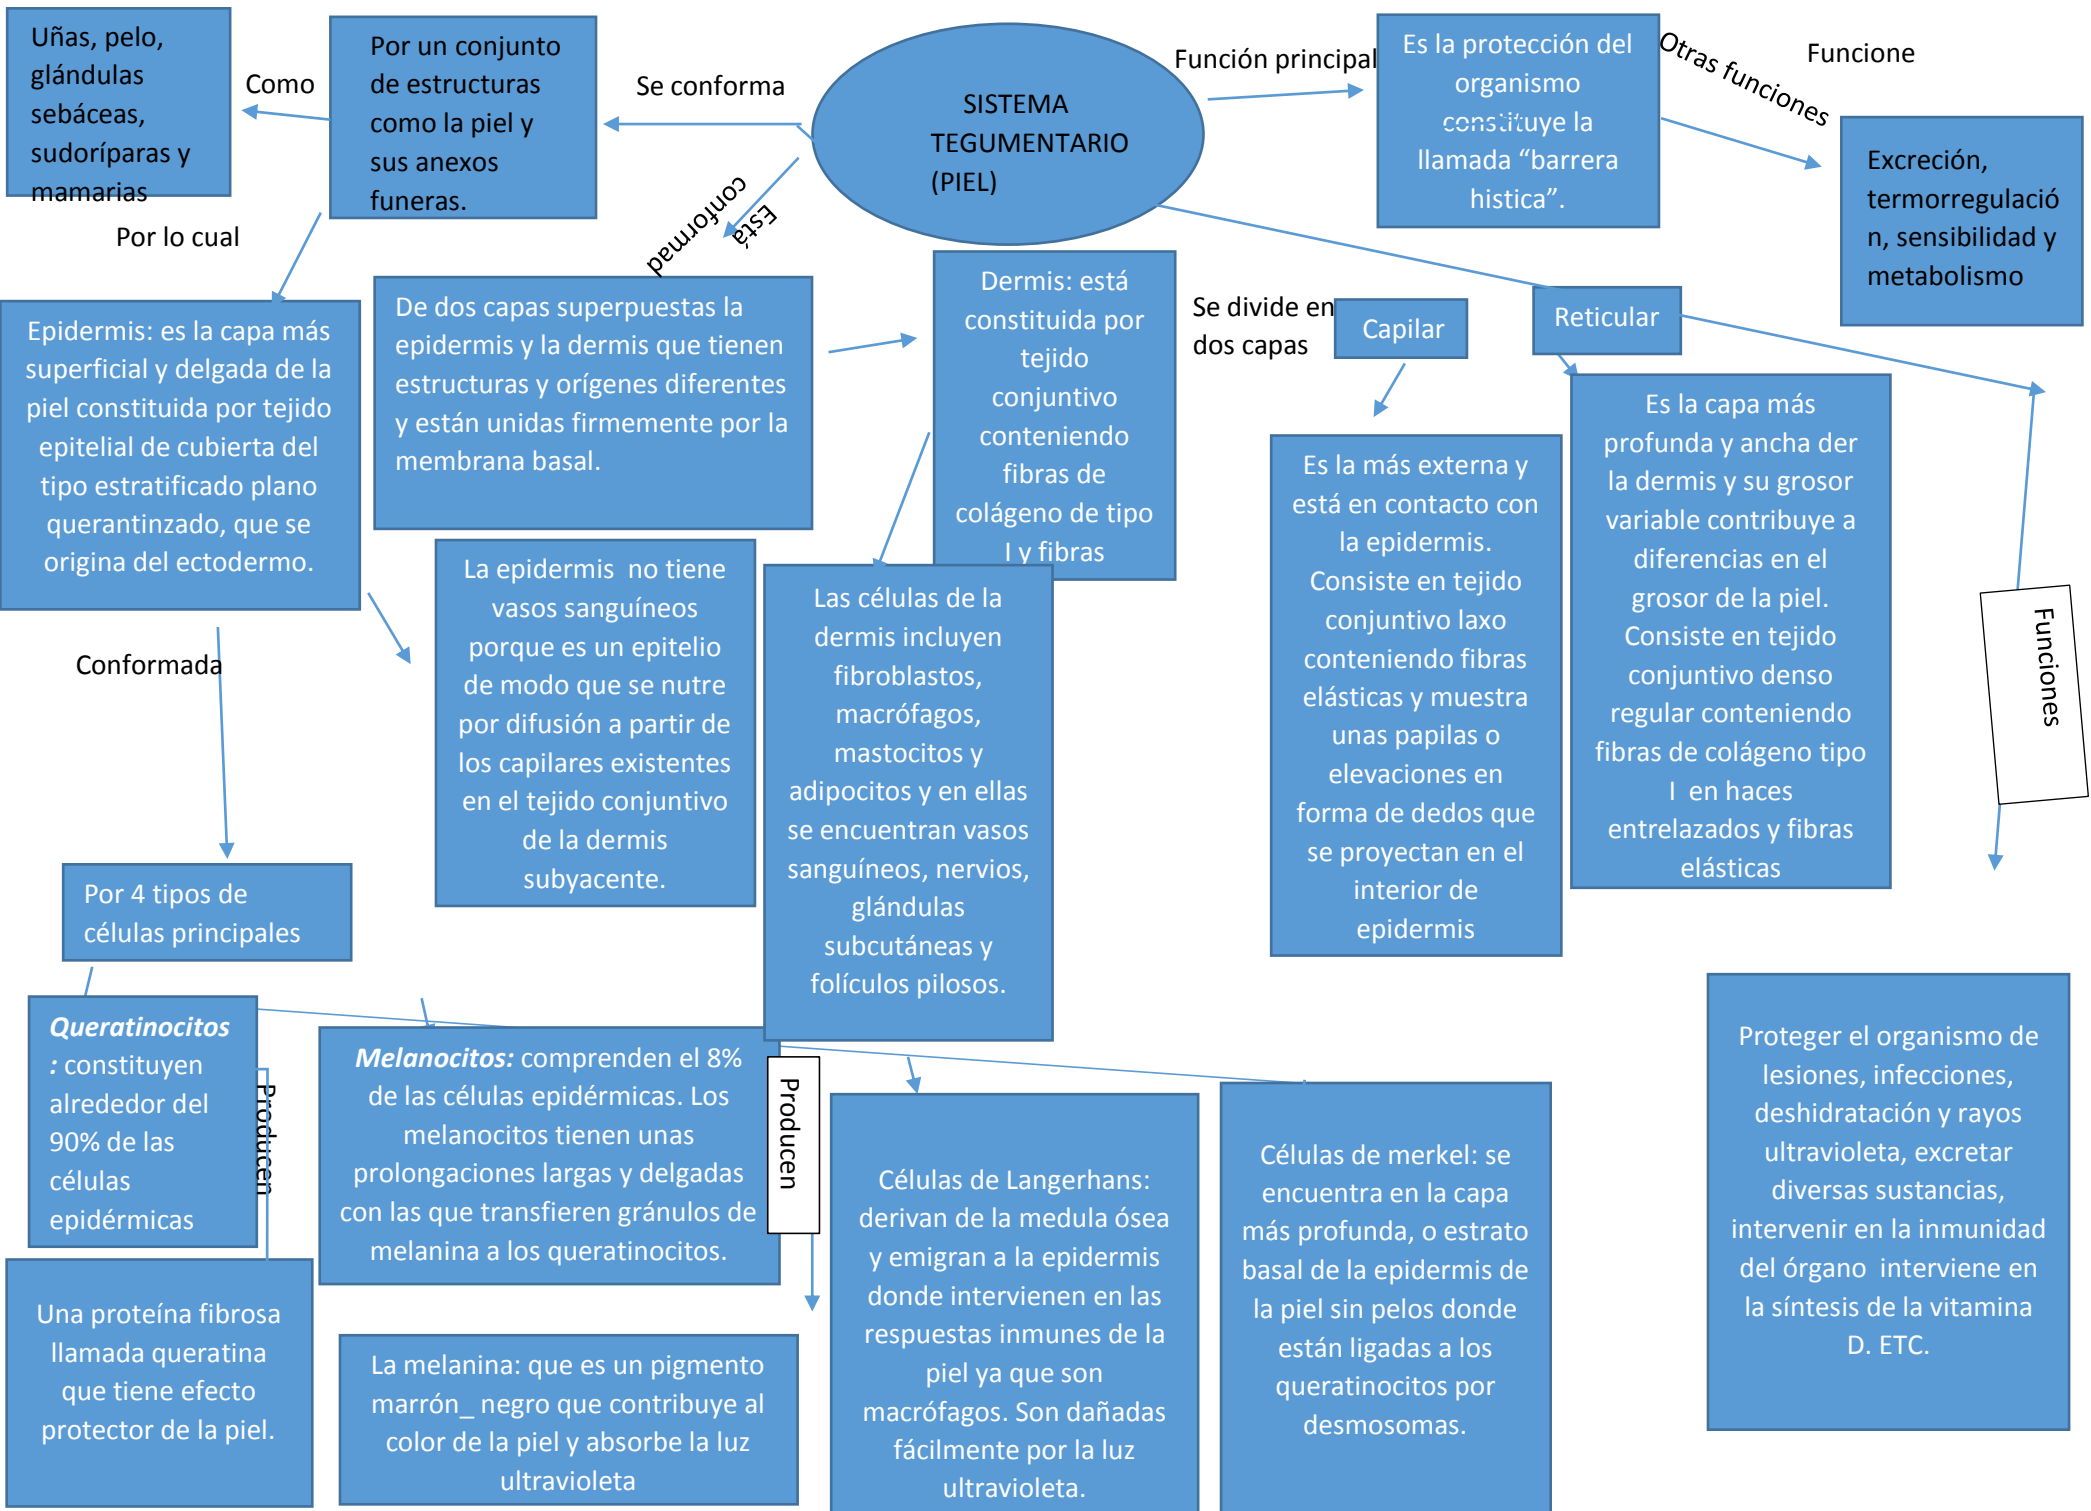 Uñas, pelo,
glándulas
sebáceas,
sudoríparas y
mamarias
Como
Por un conjunto
de estructuras
como la piel y
sus anexos
funeras.
Se conforma
SISTEMA
TEGUMENTARIO
(PIEL)
Función principal
Es la protección del
organismo
constituye la
llamada “barrera
histica”.
Otras funciones
Funcione
Excreción,
termorregulació
n, sensibilidad y
metabolismo
Por lo cual
Está
conformad
Epidermis: es la capa más
superficial y delgada de la
piel constituida por tejido
epitelial de cubierta del
tipo estratificado plano
querantinzado, que se
origina del ectodermo.
De dos capas superpuestas la
epidermis y la dermis que tienen
estructuras y orígenes diferentes
y están unidas firmemente por la
membrana basal.
Dermis: está
constituida por
tejido
conjuntivo
conteniendo
fibras de
colágeno de tipo
I y fibras
Se divide en
dos capas
Capilar
Reticular
Es la más externa y
está en contacto con
la epidermis.
Consiste en tejido
conjuntivo laxo
conteniendo fibras
elásticas y muestra
unas papilas o
elevaciones en
forma de dedos que
se proyectan en el
interior de
epidermis
Es la capa más
profunda y ancha der
la dermis y su grosor
variable contribuye a
diferencias en el
grosor de la piel.
Consiste en tejido
conjuntivo denso
regular conteniendo
fibras de colágeno tipo
I en haces
entrelazados y fibras
elásticas
Funciones
La epidermis no tiene
vasos sanguíneos
porque es un epitelio
de modo que se nutre
por difusión a partir de
los capilares existentes
en el tejido conjuntivo
de la dermis
subyacente.
Las células de la
dermis incluyen
fibroblastos,
macrófagos,
mastocitos y
adipocitos y en ellas
se encuentran vasos
sanguíneos, nervios,
glándulas
subcutáneas y
folículos pilosos.
Conformada
Por 4 tipos de
células principales
Queratinocitos
: constituyen
alrededor del
90% de las
células
epidérmicas
Producen
Melanocitos: comprenden el 8%
de las células epidérmicas. Los
melanocitos tienen unas
prolongaciones largas y delgadas
con las que transfieren gránulos de
melanina a los queratinocitos.
Producen
Células de Langerhans:
derivan de la medula ósea
y emigran a la epidermis
donde intervienen en las
respuestas inmunes de la
piel ya que son
macrófagos. Son dañadas
fácilmente por la luz
ultravioleta.
Células de merkel: se
encuentra en la capa
más profunda, o estrato
basal de la epidermis de
la piel sin pelos donde
están ligadas a los
queratinocitos por
desmosomas.
Proteger el organismo de
lesiones, infecciones,
deshidratación y rayos
ultravioleta, excretar
diversas sustancias,
intervenir en la inmunidad
del órgano interviene en
la síntesis de la vitamina
D. ETC.
Una proteína fibrosa
llamada queratina
que tiene efecto
protector de la piel.
La melanina: que es un pigmento
marrón_ negro que contribuye al
color de la piel y absorbe la luz
ultravioleta